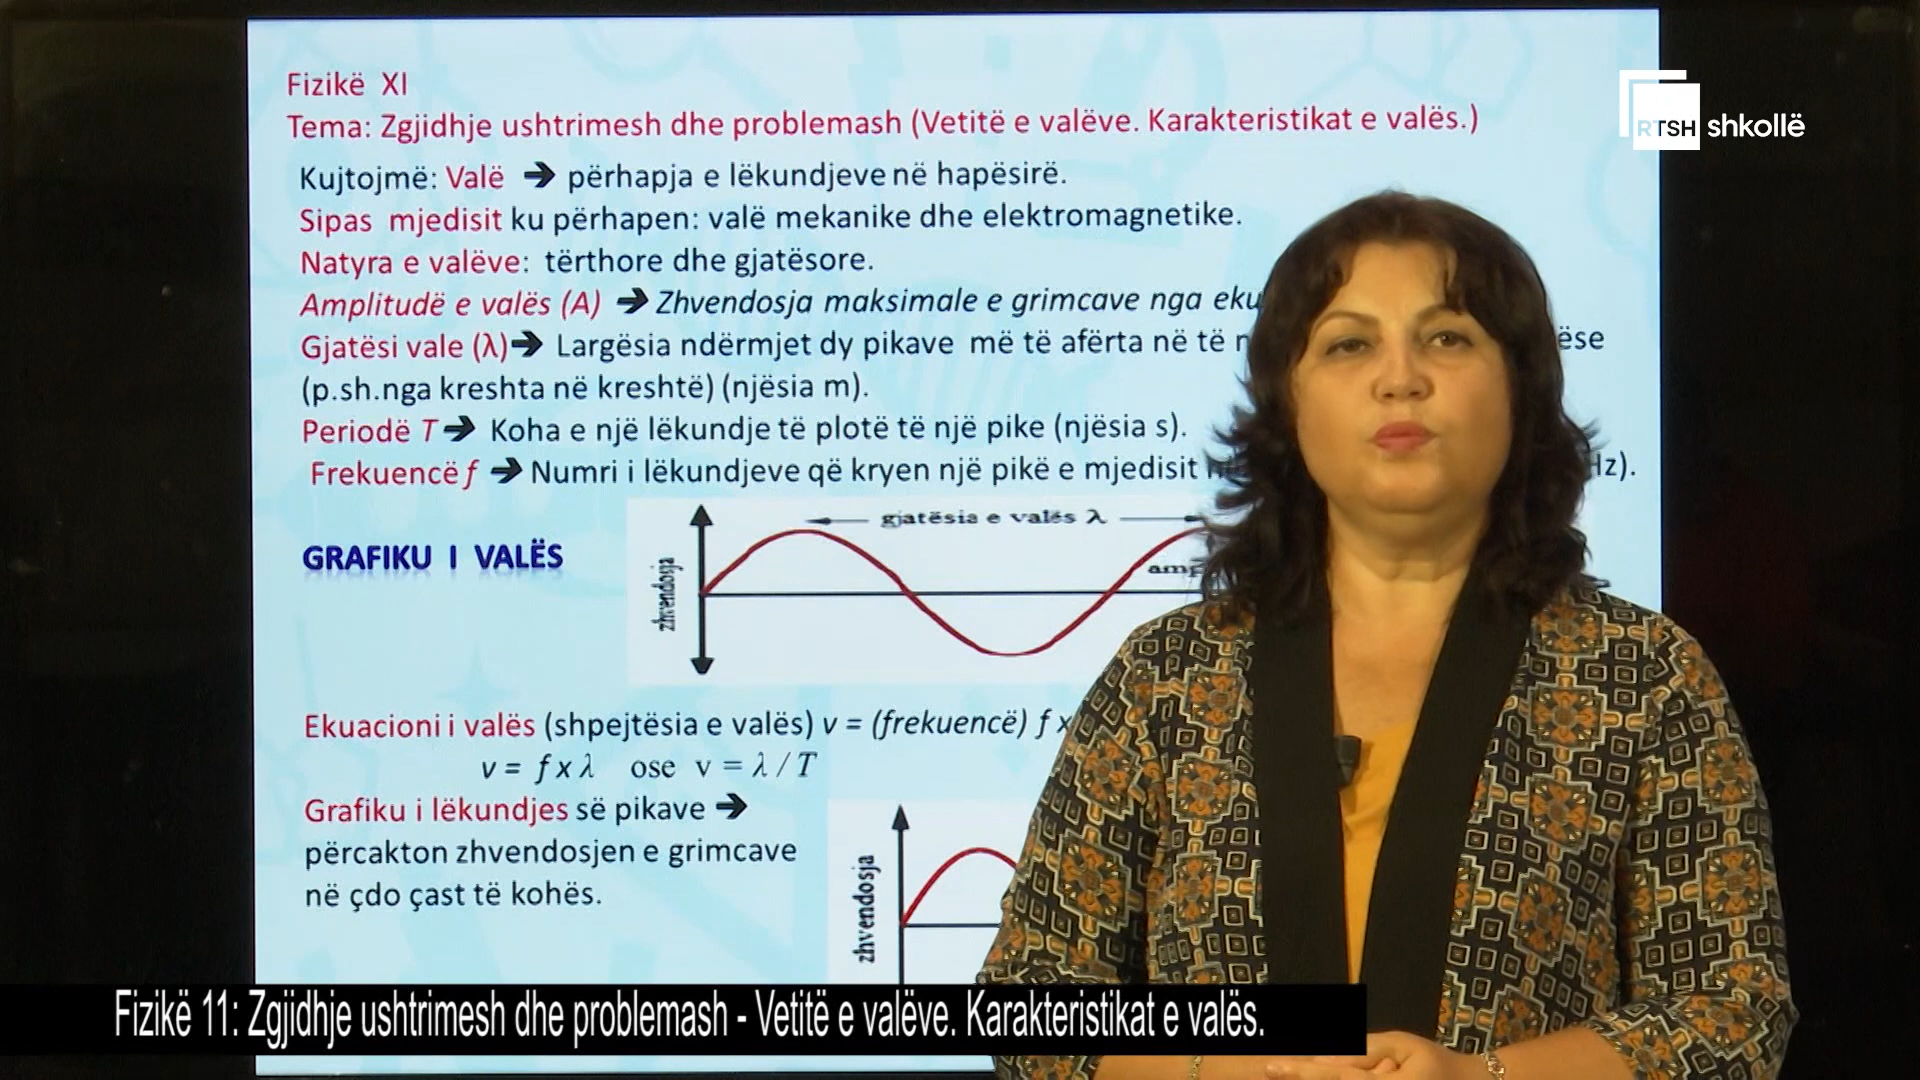 Fizikë XI
Tema: Zgjidhje ushtrimesh dhe problemash (Vetitë e valëve. Karakteristikat e valës.)
RTSH shkollë
Kujtojmë: Valë ➔ përhapja e lëkundjeve në hapësirë.
Sipas mjedisit ku përhapen: valë mekanike dhe elektromagnetike.
Natyra e valëve: tërthore dhe gjatësore.
Amplitudë e valës (A) ➔ Zhvendosja maksimale e grimcave nga
Gjatësi vale (λ) ➔ Largësia ndërmjet dy pikave më të afërta në të
(p.sh.nga kreshta në kreshtë) (njësia m).
Periodë T ➔ Koha e një lëkundje të plotë të një pike (njësia s).
Frekuencë f ➔ Numri i lëkundjeve që kryen një pikë e mjedisit
gjatësia e valës λ
GRAFIKU I VALËS
zhvendosja
Ekuacioni i valës (shpejtësia e valës) v = (frekuencë) f x
v = f x λ ose v = λ / T
Grafiku i lëkundjes së pikave ➔
përcakton zhvendosjen e grimcave
në çdo çast të kohës.
zhvendosja
Fizikë 11: Zgjidhje ushtrimesh dhe problemash - Vetitë e valëve. Karakteristikat e valës.